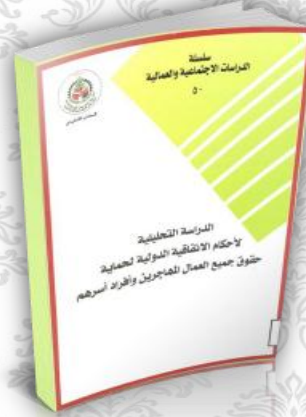 سلسلة
الدراسات الاجتماعية والعمالية
٥٠
الدراسة التحليلية
لأحكام الاتفاقية الدولية لحماية
حقوق جميع العمال المهاجرين وأفراد أسرهم